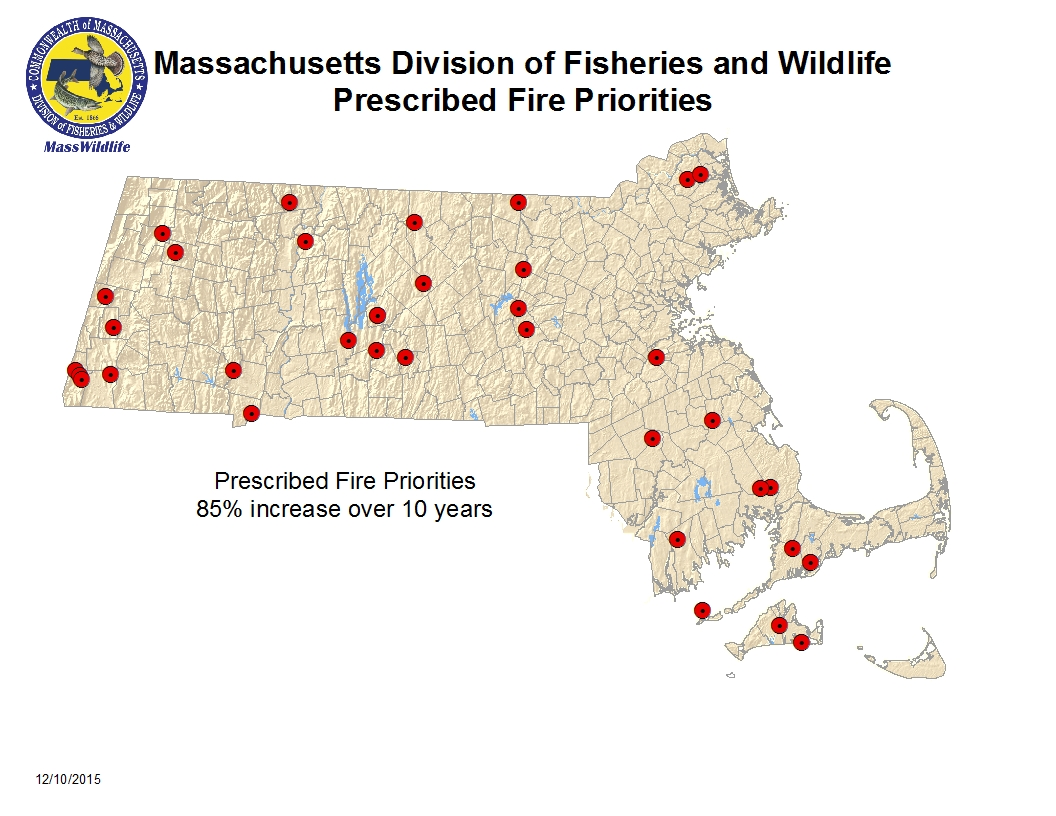 COMMONWEALTH of MASSACHUSETTS
Est. 1866
DIVISION of FISHERIES & WILDLIFE
MassWildlife
Massachusetts Division of Fisheries and Wildlife
Prescribed Fire Priorities
Prescribed Fire Priorities
85% increase over 10 years
12/10/2015